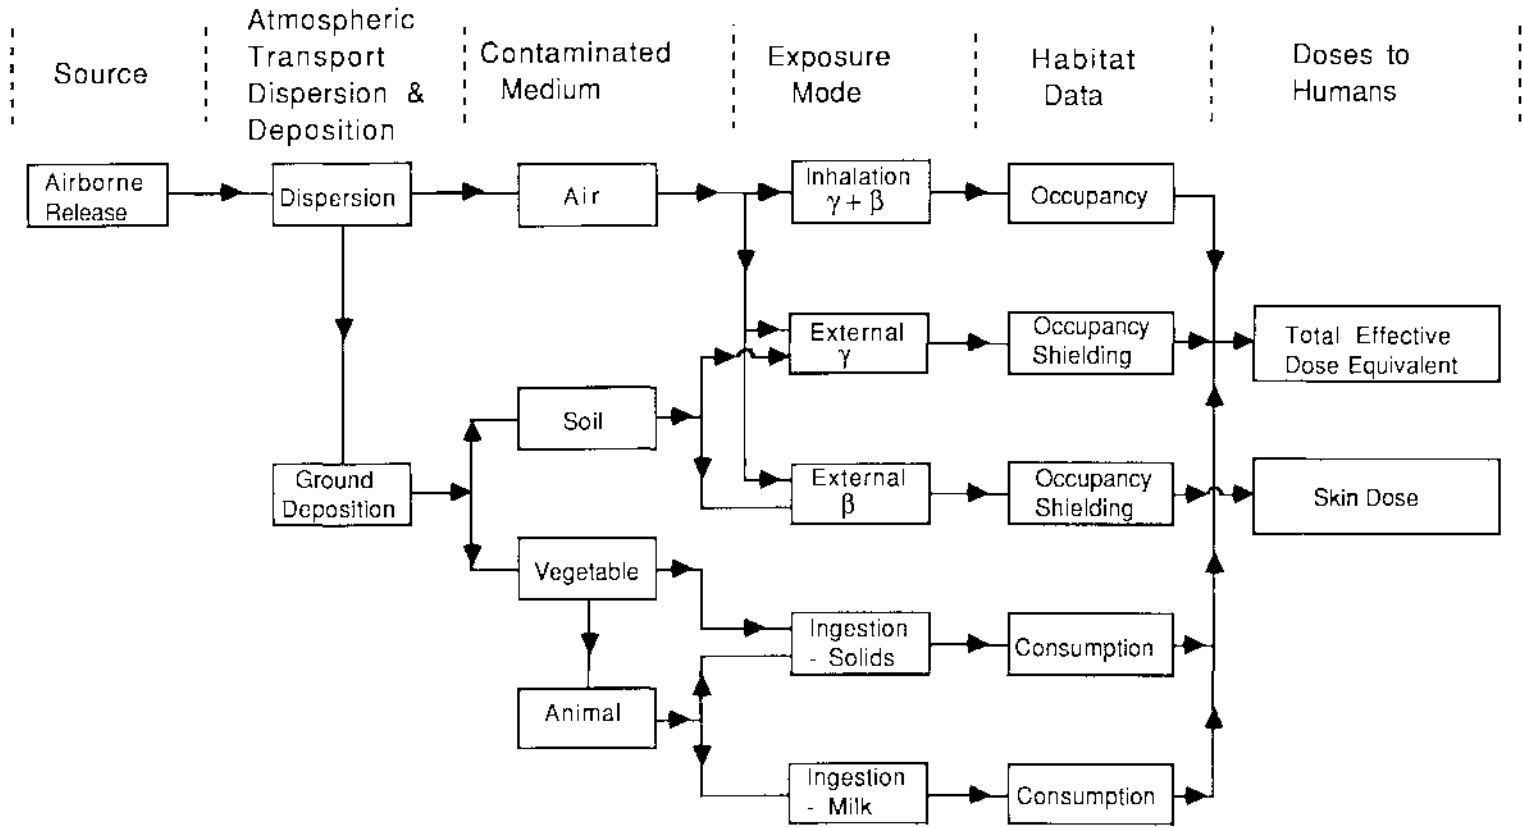 Source
Atmospheric
Transport
Dispersion &
Deposition
Contaminated
Medium
Exposure
Mode
Habitat
Data
Doses to
Humans
Airborne
Release
Dispersion
Air
Inhalation
γ + β
Occupancy
External
γ
Occupancy
Shielding
Total Effective
Dose Equivalent
Soil
Ground
Deposition
External
β
Occupancy
Shielding
Skin Dose
Vegetable
Ingestion
- Solids
Consumption
Animal
Ingestion
- Milk
Consumption